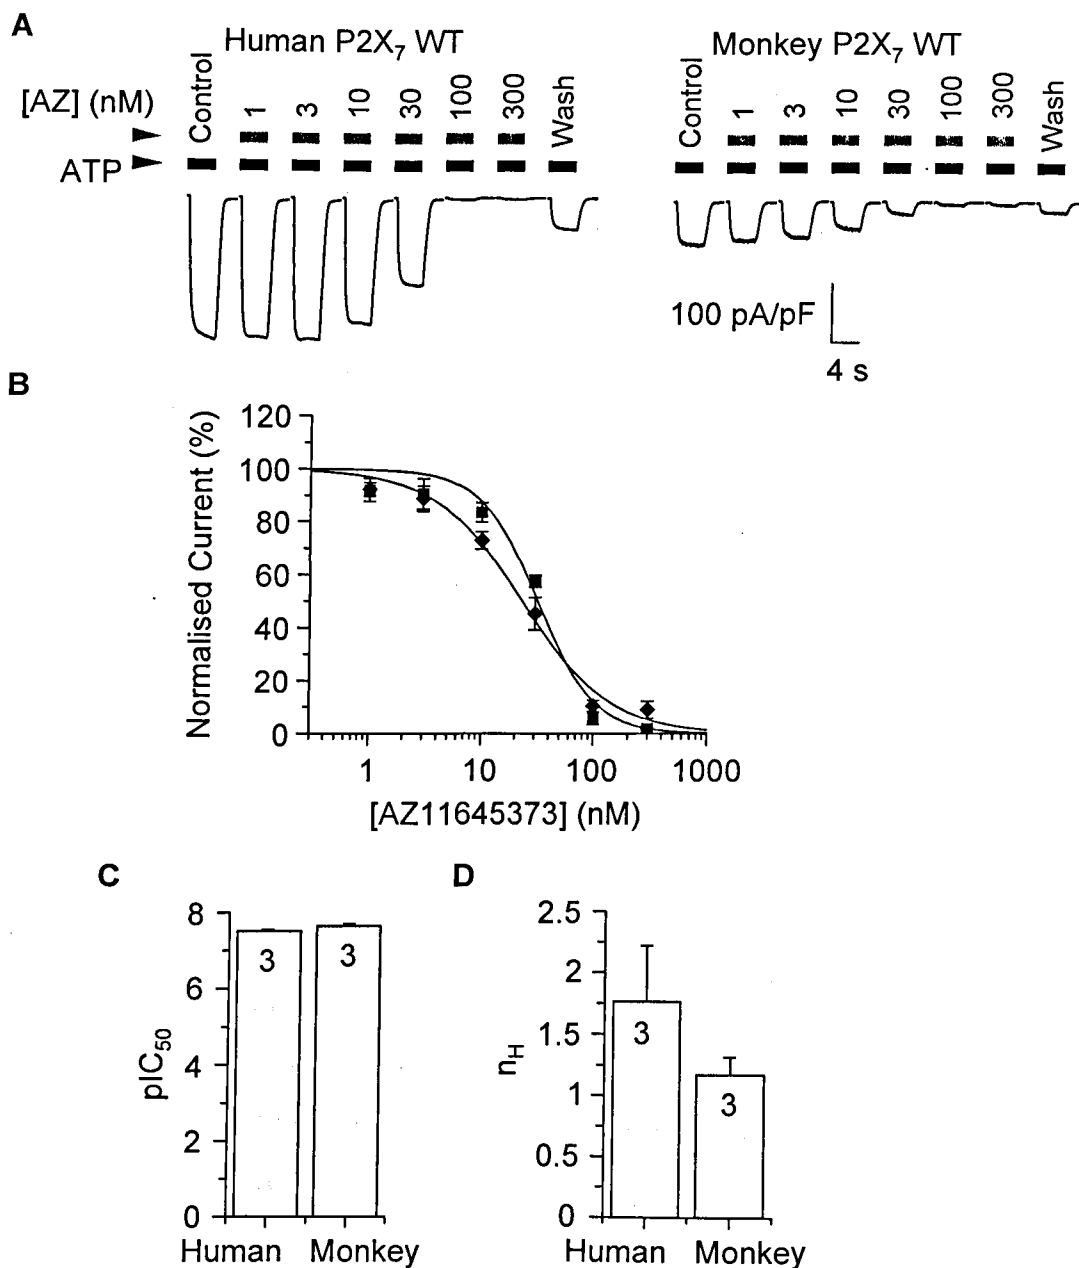 A
Human P2X7 WT
Monkey P2X7 WT
[AZ] (nM)
Control
1
3
10
30
100
300
Wash
Control
1
3
10
30
100
300
Wash
ATP
100 pA/pF
4 s
B
Normalised Current (%)
120
100
80
60
40
20
0
1
10
100
1000
[AZ11645373] (nM)
C
pIC50
8
6
4
2
0
3
3
Human
Monkey
D
nH
2.5
2
1.5
1
0.5
0
3
3
Human
Monkey